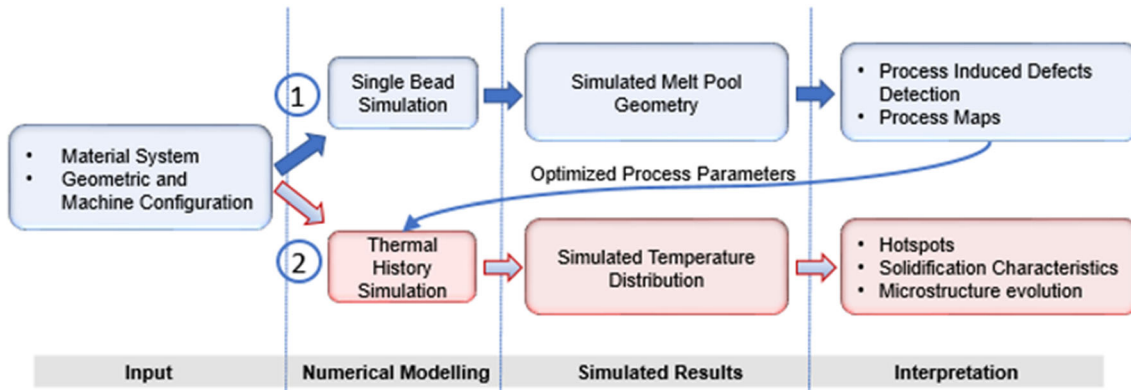 1
Single Bead
Simulation
Simulated Melt Pool
Geometry
• Process Induced Defects
Detection
• Process Maps
• Material System
• Geometric and
Machine Configuration
Optimized Process Parameters
2
Thermal
History
Simulation
Simulated Temperature
Distribution
• Hotspots
• Solidification Characteristics
• Microstructure evolution
Input
Numerical Modelling
Simulated Results
Interpretation